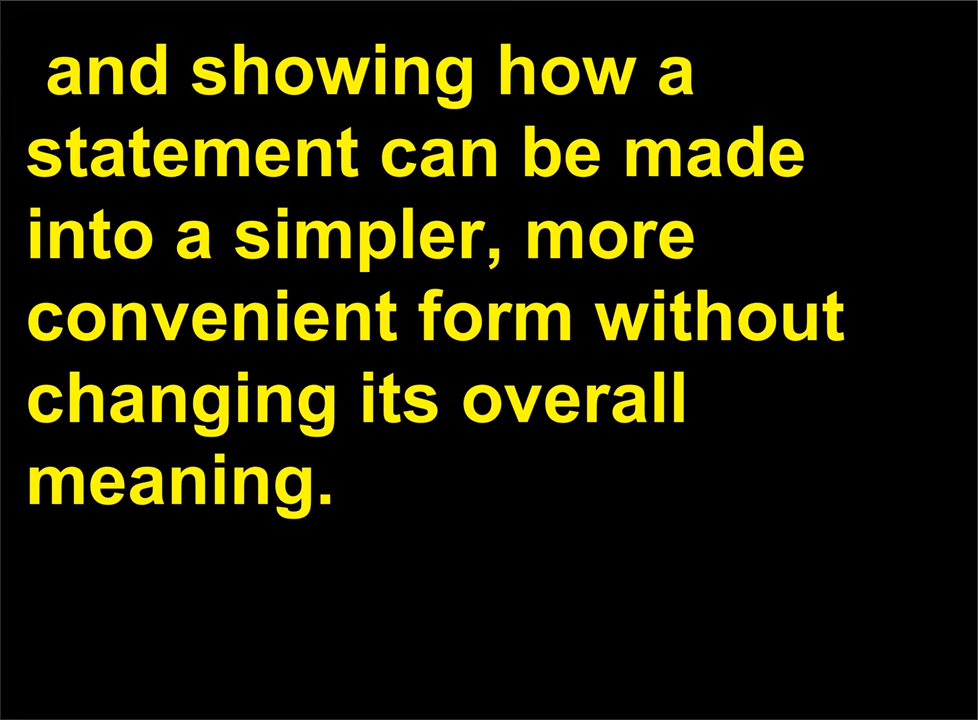 and showing how a
statement can be made
into a simpler, more
convenient form without
changing its overall
meaning.